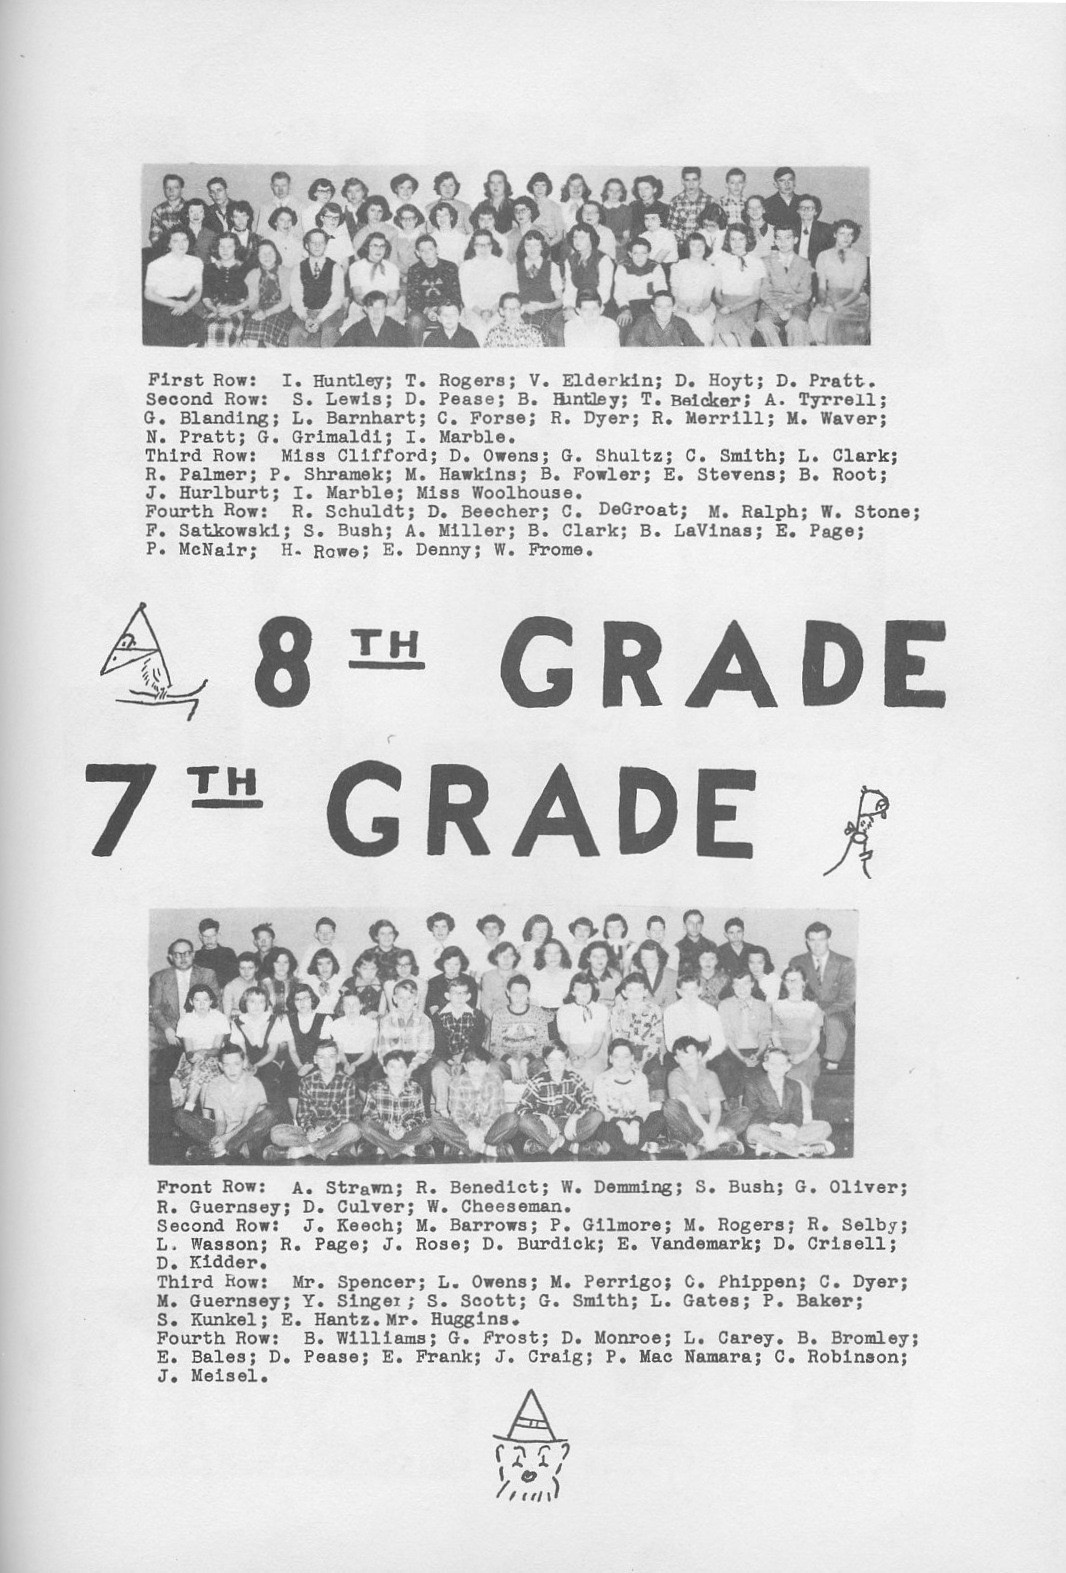 First Row: I. Huntley; T. Rogers; V. Elderkin; D. Hoyt; D. Pratt.
Second Row: S. Lewis; D. Pease; B. Huntley; T. Beicker; A. Tyrrell;
G. Blanding; L. Barnhart; C. Forse; R. Dyer; R. Merrill; M. Waver;
N. Pratt; G. Grimaldi; I. Marble.
Third Row: Miss Clifford; D. Owens; G. Shultz; C. Smith; L. Clark;
R. Palmer; P. Shramek; M. Hawkins; B. Fowler; E. Stevens; B. Root;
J. Hurlburt; I. Marble; Miss Woolhouse.
Fourth Row: R. Schuldt; D. Beecher; C. DeGroat; M. Ralph; W. Stone;
F. Satkowski; S. Bush; A. Miller; B. Clark; B. LaVinas; E. Page;
P. McNair; H. Rowe; E. Denny; W. Frome.
8TH GRADE
7TH GRADE
Front Row: A. Strawn; R. Benedict; W. Demming; S. Bush; G. Oliver;
R. Guernsey; D. Culver; W. Cheeseman.
Second Row: J. Keech; M. Barrows; P. Gilmore; M. Rogers; R. Selby;
L. Wasson; R. Page; J. Rose; D. Burdick; E. Vandemark; D. Crisell;
D. Kidder.
Third Row: Mr. Spencer; L. Owens; M. Perrigo; C. Phippen; C. Dyer;
M. Guernsey; Y. Singer; S. Scott; G. Smith; L. Gates; P. Baker;
S. Kunkel; E. Hantz. Mr. Huggins.
Fourth Row: B. Williams; G. Frost; D. Monroe; L. Carey. B. Bromley;
E. Bales; D. Pease; E. Frank; J. Craig; P. Mac Namara; C. Robinson;
J. Meisel.